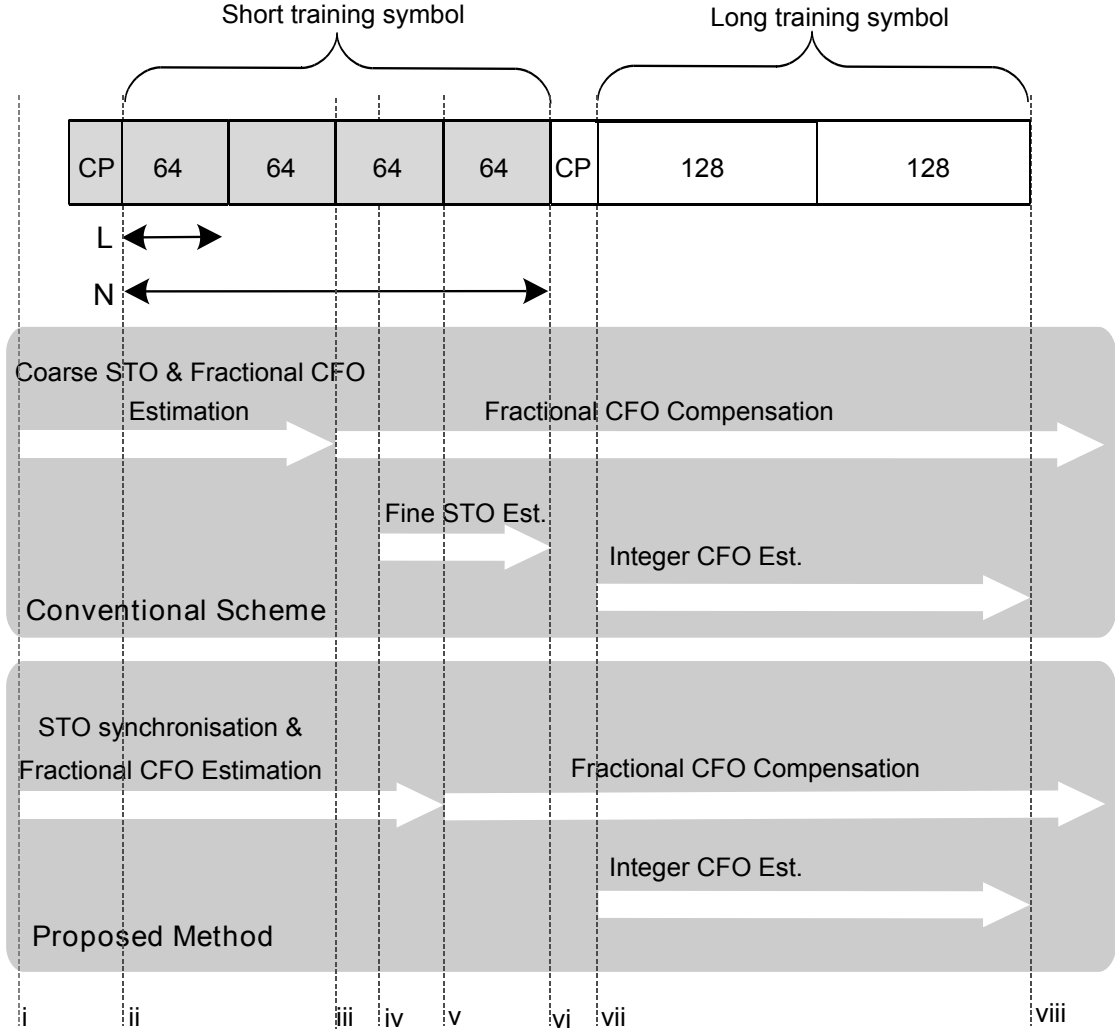 Short training symbol
Long training symbol
CP 64 64 64 64 CP 128 128
L
N
Coarse STO & Fractional CFO
Estimation
Fractional CFO Compensation
Fine STO Est.
Integer CFO Est.
Conventional Scheme
STO synchronisation &
Fractional CFO Estimation
Fractional CFO Compensation
Integer CFO Est.
Proposed Method
i ii iii iv v vi vii viii